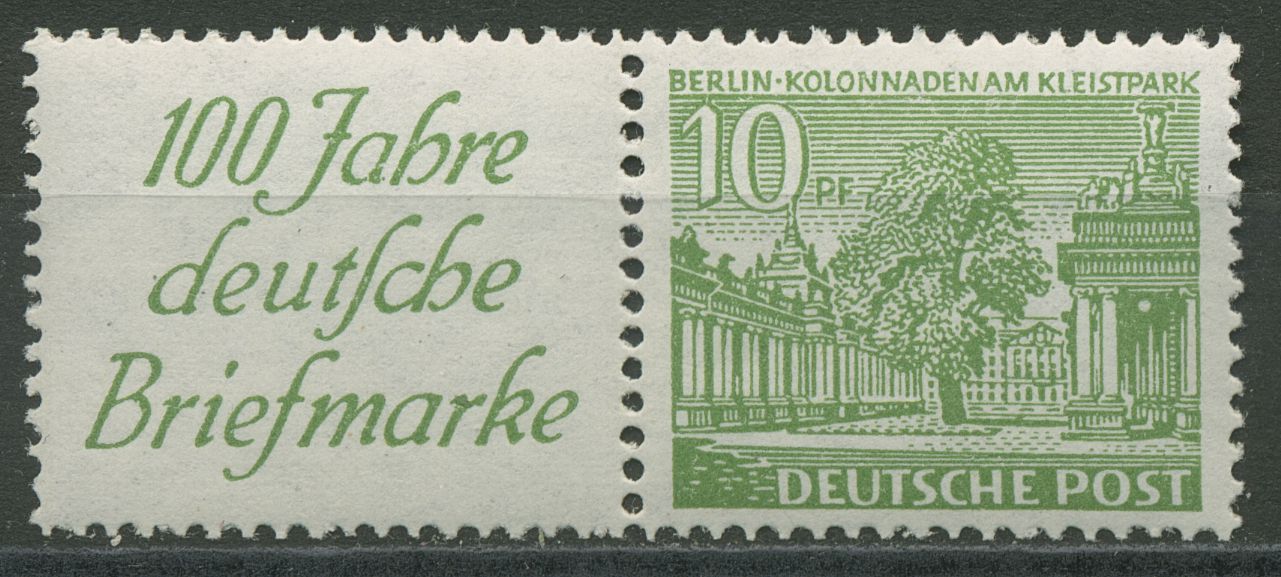 100 Jahre
deutſche
Briefmarke
BERLIN·KOLONNADEN AM KLEISTPARK
10 PF
DEUTSCHE POST